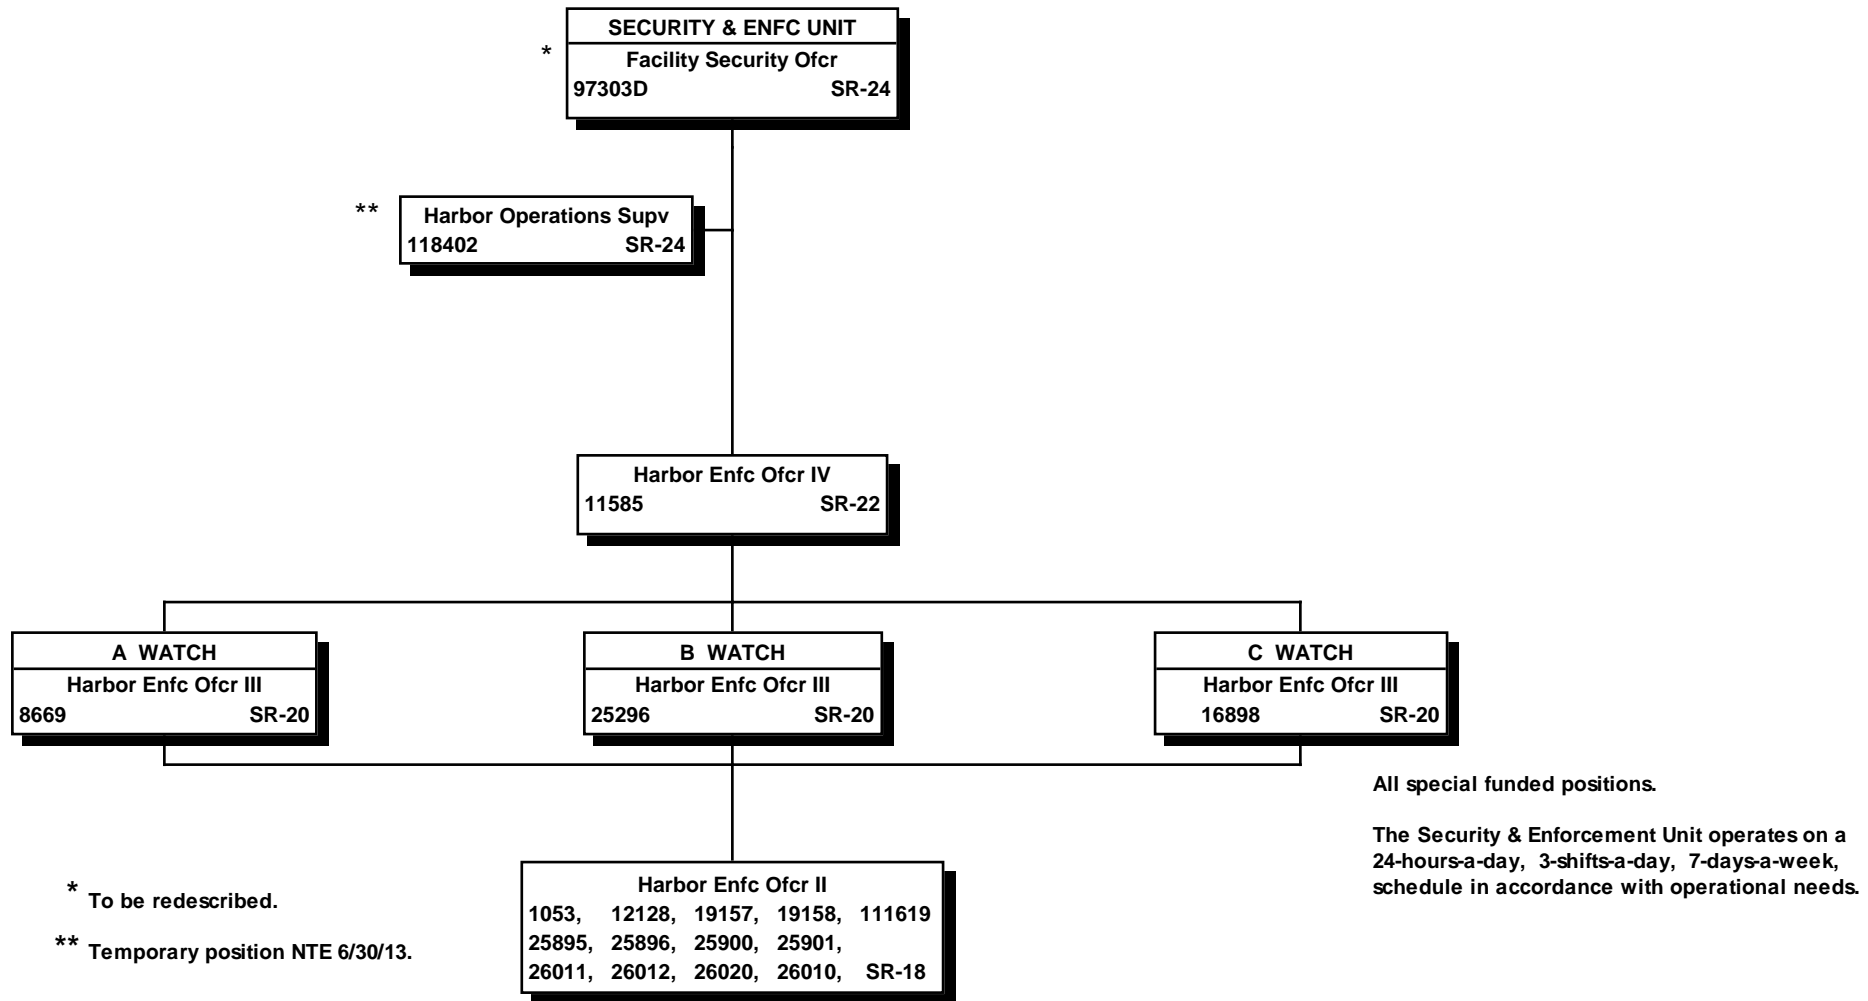 SECURITY & ENFC UNIT
* Facility Security Ofcr
97303D SR-24
** Harbor Operations Supv
118402 SR-24
Harbor Enfc Ofcr IV
11585 SR-22
A WATCH
Harbor Enfc Ofcr III
8669 SR-20
B WATCH
Harbor Enfc Ofcr III
25296 SR-20
C WATCH
Harbor Enfc Ofcr III
16898 SR-20
All special funded positions.
The Security & Enforcement Unit operates on a
24-hours-a-day, 3-shifts-a-day, 7-days-a-week,
schedule in accordance with operational needs.
Harbor Enfc Ofcr II
1053, 12128, 19157, 19158, 111619
25895, 25896, 25900, 25901,
26011, 26012, 26020, 26010, SR-18
* To be redescribed.
** Temporary position NTE 6/30/13.